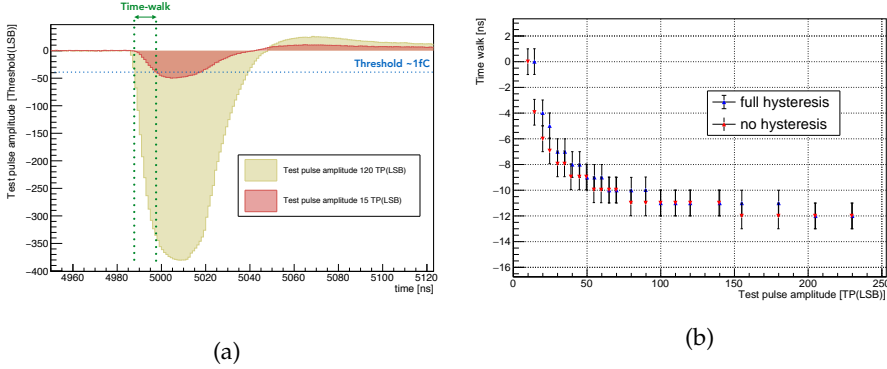 Time-walk
Test pulse amplitude [Threshold(LSB)]
0
−50
−100
−150
−200
−250
−300
−350
−400
Threshold ~1fC
Test pulse amplitude 120 TP(LSB)
Test pulse amplitude 15 TP(LSB)
4960
4980
5000
5020
5040
5060
5080
5100
5120
time [ns]
(a)
Time walk [ns]
2
0
−2
−4
−6
−8
−10
−12
−14
−16
full hysteresis
no hysteresis
0
50
100
150
200
250
Test pulse amplitude [TP(LSB)]
(b)